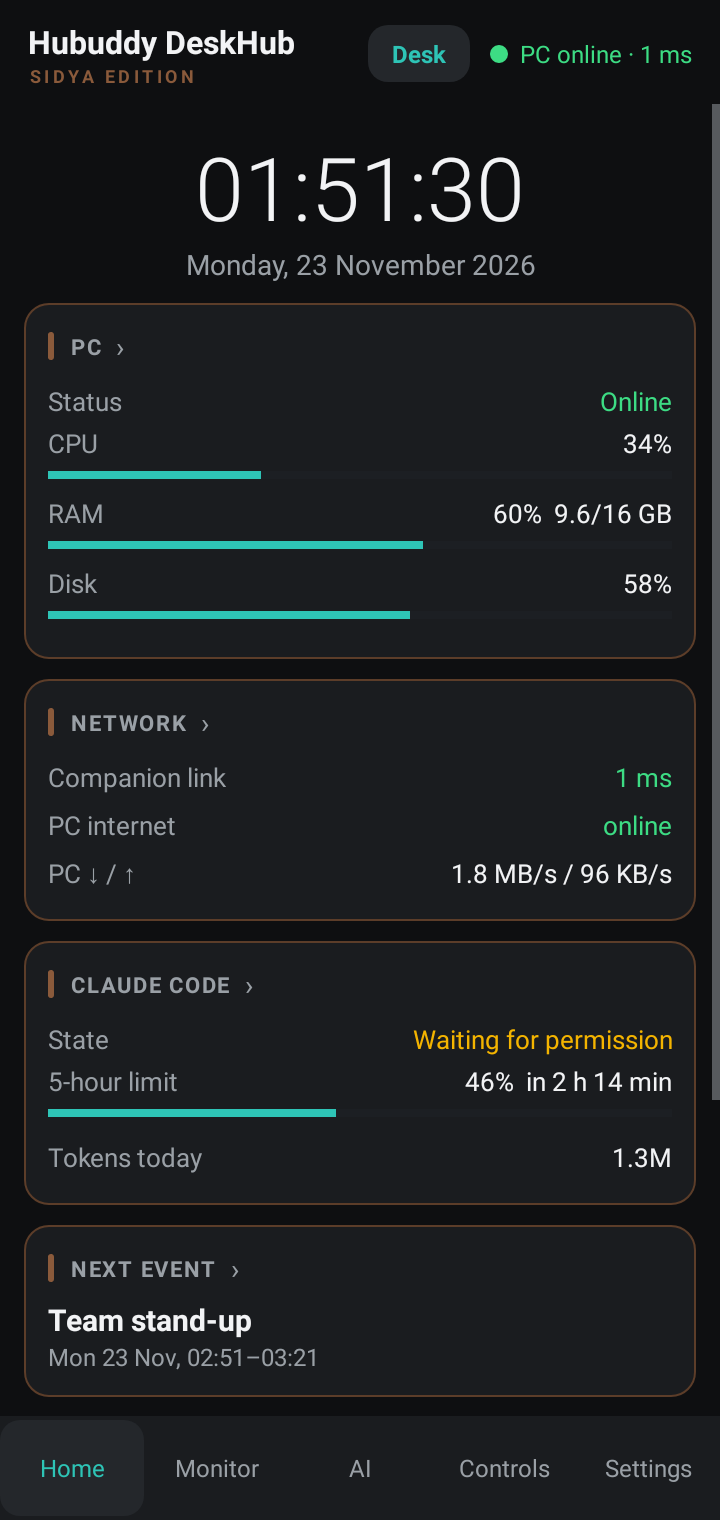 Hubuddy DeskHub
SIDYA EDITION
Desk
PC online · 1 ms
01:51:30
Monday, 23 November 2026
PC ›
Status Online
CPU 34%
RAM 60% 9.6/16 GB
Disk 58%
NETWORK ›
Companion link 1 ms
PC internet online
PC ↓ / ↑ 1.8 MB/s / 96 KB/s
CLAUDE CODE ›
State Waiting for permission
5-hour limit 46% in 2 h 14 min
Tokens today 1.3M
NEXT EVENT ›
Team stand-up
Mon 23 Nov, 02:51–03:21
Home Monitor AI Controls Settings